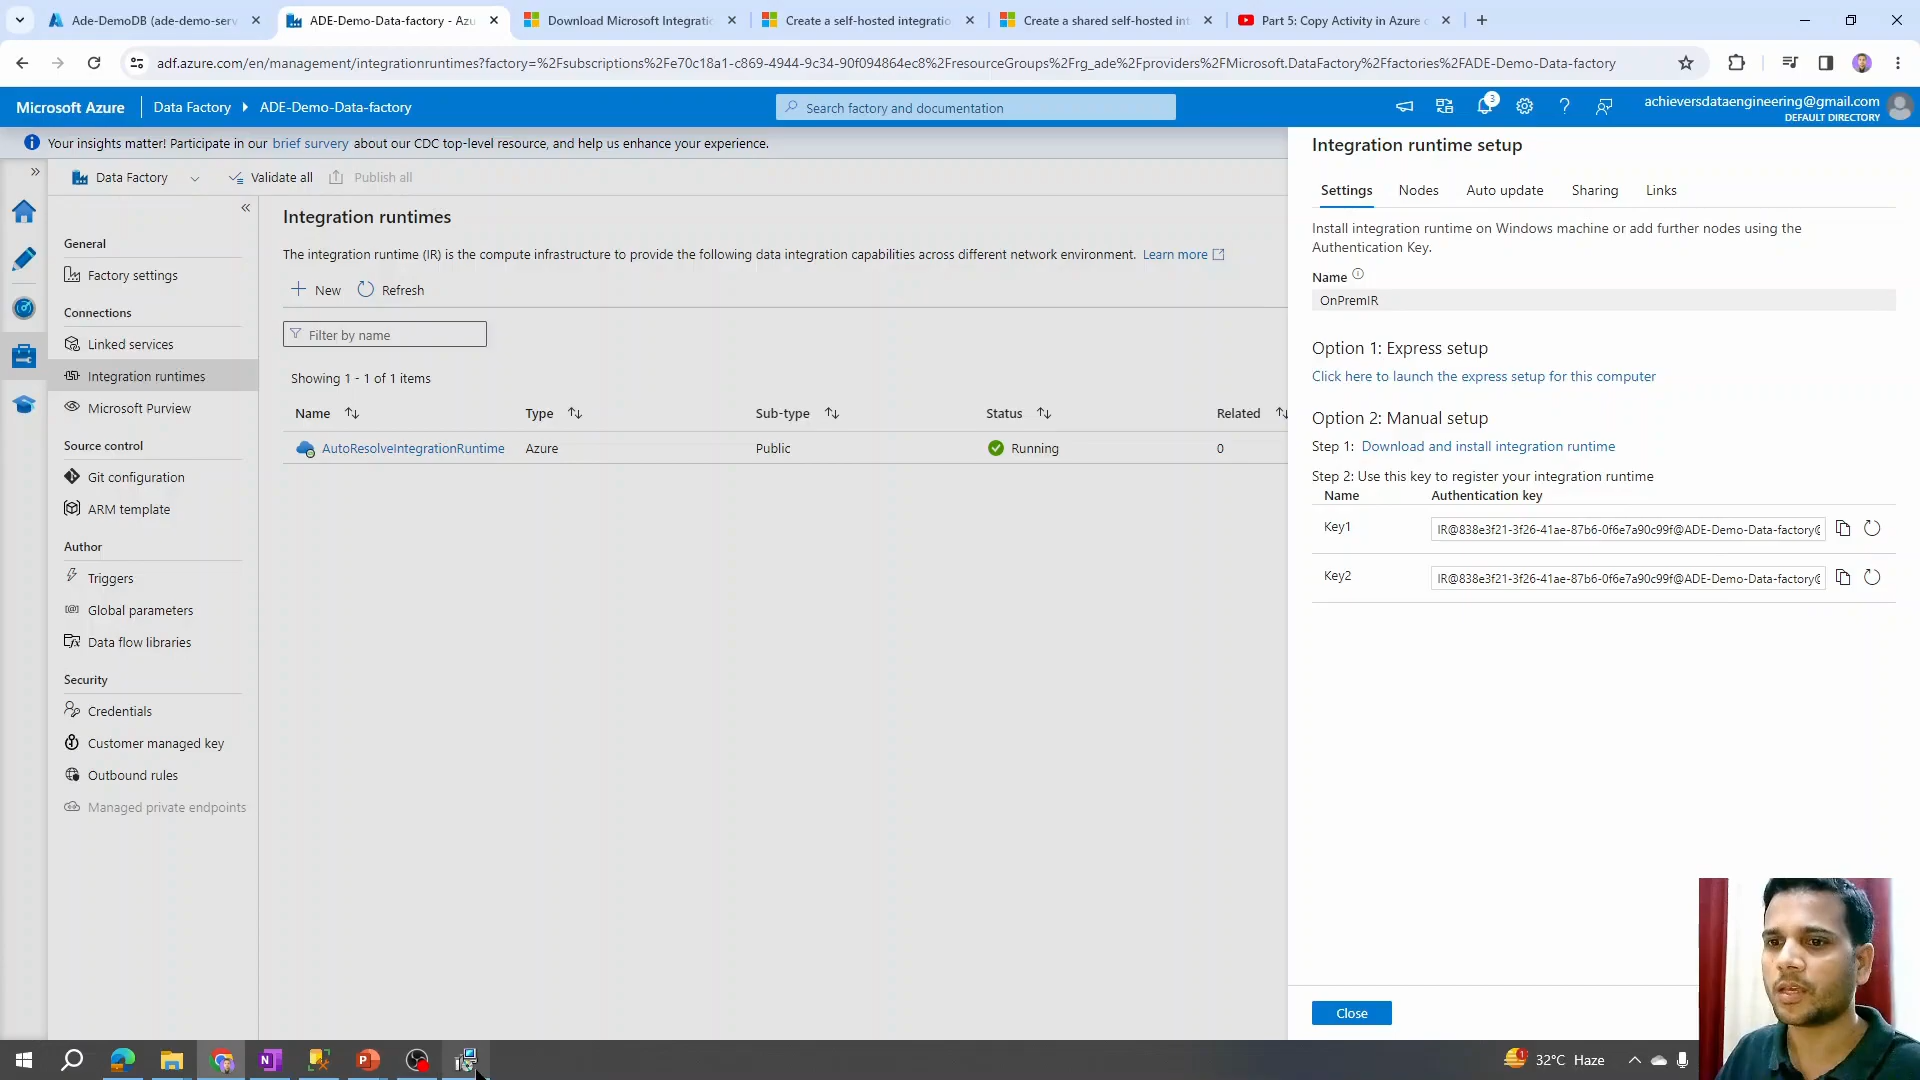 Ade-DemoDB (ade-demo-serv
ADE-Demo-Data-factory - Azu
Download Microsoft Integratio
Create a self-hosted integratio
Create a shared self-hosted int
Part 5: Copy Activity in Azure
adf.azure.com/en/management/integrationruntimes?factory=%2Fsubscriptions%2Fe70c18a1-c869-4944-9c34-90f094864ec8%2FresourceGroups%2Frg_ade%2Fproviders%2FMicrosoft.DataFactory%2Ffactories%2FADE-Demo-Data-factory
Microsoft Azure
Data Factory
ADE-Demo-Data-factory
Search factory and documentation
3
achieversdataengineering@gmail.com
DEFAULT DIRECTORY
Your insights matter! Participate in our brief survery about our CDC top-level resource, and help us enhance your experience.
Data Factory
Validate all
Publish all
General
Factory settings
Connections
Linked services
Integration runtimes
Microsoft Purview
Source control
Git configuration
ARM template
Author
Triggers
Global parameters
Data flow libraries
Security
Credentials
Customer managed key
Outbound rules
Managed private endpoints
Integration runtimes
The integration runtime (IR) is the compute infrastructure to provide the following data integration capabilities across different network environment. Learn more
New
Refresh
Filter by name
Showing 1 - 1 of 1 items
Name Type Sub-type Status Related
AutoResolveIntegrationRuntime Azure Public Running 0
Integration runtime setup
Settings Nodes Auto update Sharing Links
Install integration runtime on Windows machine or add further nodes using the
Authentication Key.
Name
OnPremIR
Option 1: Express setup
Click here to launch the express setup for this computer
Option 2: Manual setup
Step 1: Download and install integration runtime
Step 2: Use this key to register your integration runtime
Name Authentication key
Key1 IR@838e3f21-3f26-41ae-87b6-0f6e7a90c99f@ADE-Demo-Data-factory@
Key2 IR@838e3f21-3f26-41ae-87b6-0f6e7a90c99f@ADE-Demo-Data-factory@
Close
32°C Haze